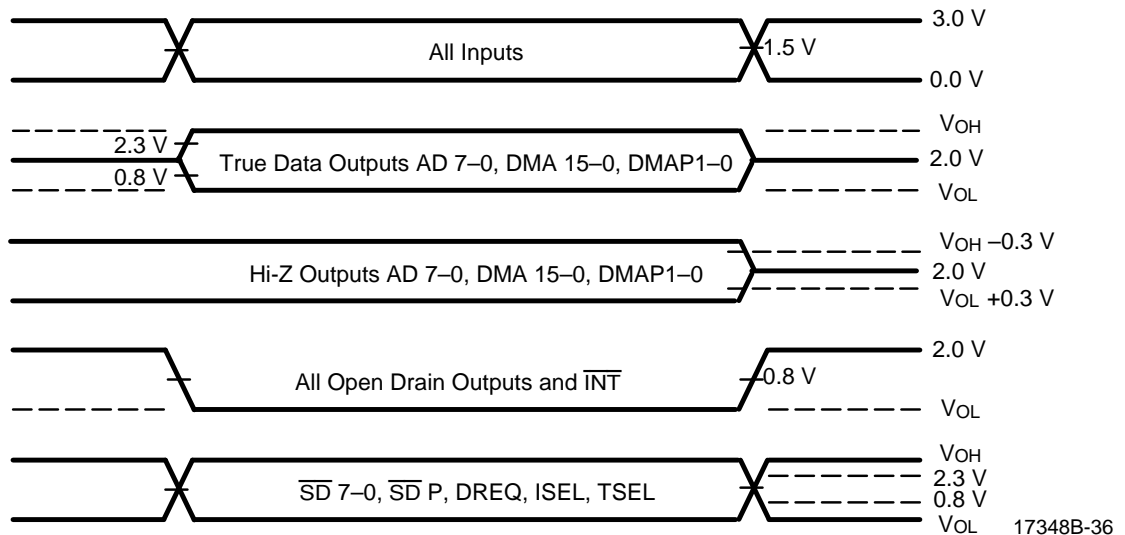 3.0 V
All Inputs
1.5 V
0.0 V
VOH
2.3 V
True Data Outputs AD 7–0, DMA 15–0, DMAP1–0
2.0 V
0.8 V
VOL
VOH –0.3 V
Hi-Z Outputs AD 7–0, DMA 15–0, DMAP1–0
2.0 V
VOL +0.3 V
2.0 V
All Open Drain Outputs and I̅N̅T̅
0.8 V
VOL
VOH
2.3 V
S̅D̅ 7–0, S̅D̅ P, DREQ, ISEL, TSEL
0.8 V
VOL
17348B-36